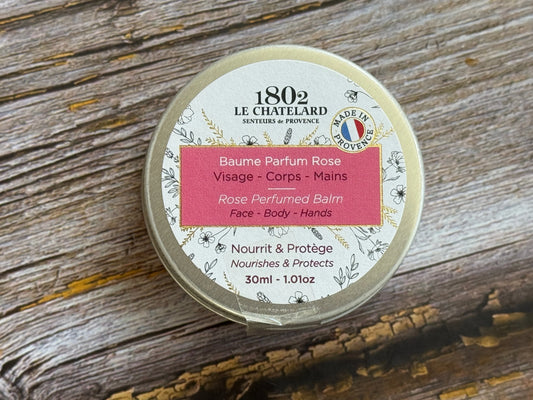 1802
LE CHATELARD
SENTEURS de PROVENCE
MADE IN
PROVENCE
Baume Parfum Rose
Visage - Corps - Mains
Rose Perfumed Balm
Face - Body - Hands
Nourrit & Protège
Nourishes & Protects
30ml - 1.01oz